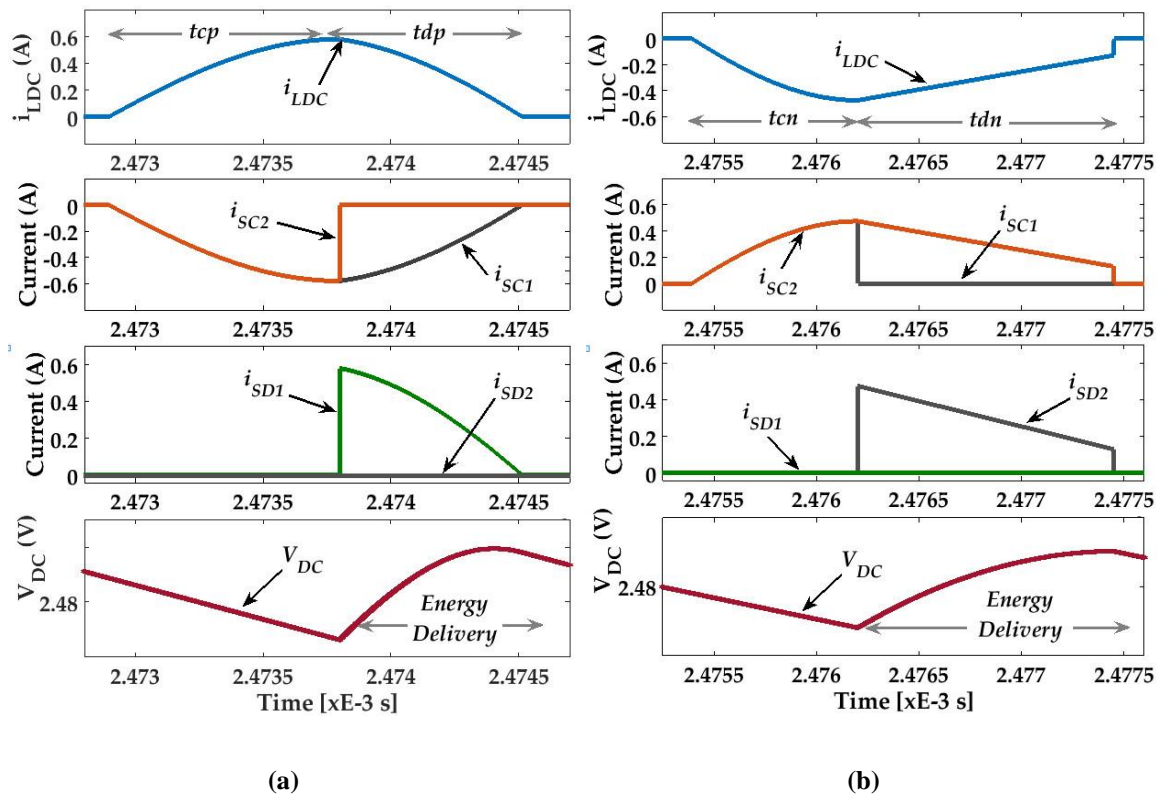 i_LDC (A)
0.6
0.4
0.2
0
tcp
tdp
i_LDC
2.473
2.4735
2.474
2.4745
Current (A)
0
-0.2
-0.4
-0.6
i_SC2
i_SC1
2.473
2.4735
2.474
2.4745
Current (A)
0.6
0.4
0.2
0
i_SD1
i_SD2
2.473
2.4735
2.474
2.4745
V_DC (V)
2.48
V_DC
Energy
Delivery
2.473
2.4735
2.474
2.4745
Time [xE-3 s]
(a)
i_LDC (A)
0
-0.2
-0.4
-0.6
i_LDC
tcn
tdn
2.4755
2.476
2.4765
2.477
2.4775
Current (A)
0.6
0.4
0.2
0
i_SC2
i_SC1
2.4755
2.476
2.4765
2.477
2.4775
Current (A)
0.6
0.4
0.2
0
i_SD1
i_SD2
2.4755
2.476
2.4765
2.477
2.4775
V_DC (V)
2.48
V_DC
Energy
Delivery
2.4755
2.476
2.4765
2.477
2.4775
Time [xE-3 s]
(b)